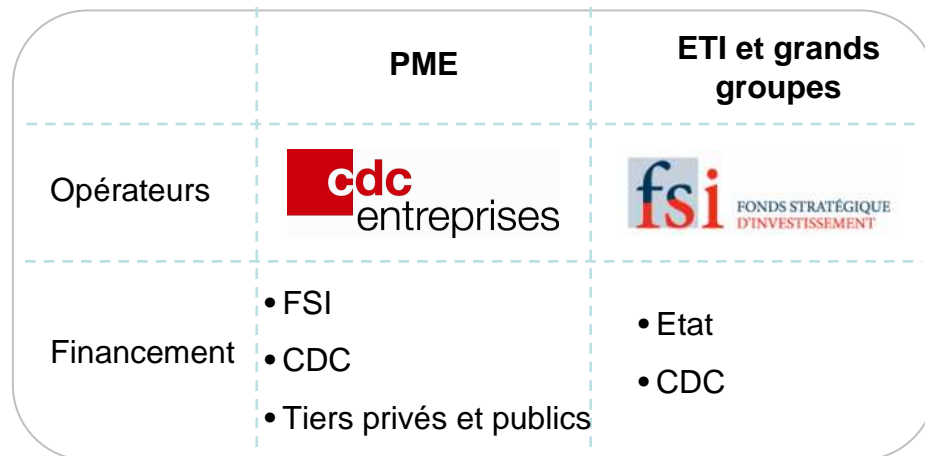 PME
ETI et grands
groupes
Opérateurs
cdc
entreprises
fsi
FONDS STRATÉGIQUE
D'INVESTISSEMENT
Financement
• FSI
• CDC
• Tiers privés et publics
• Etat
• CDC